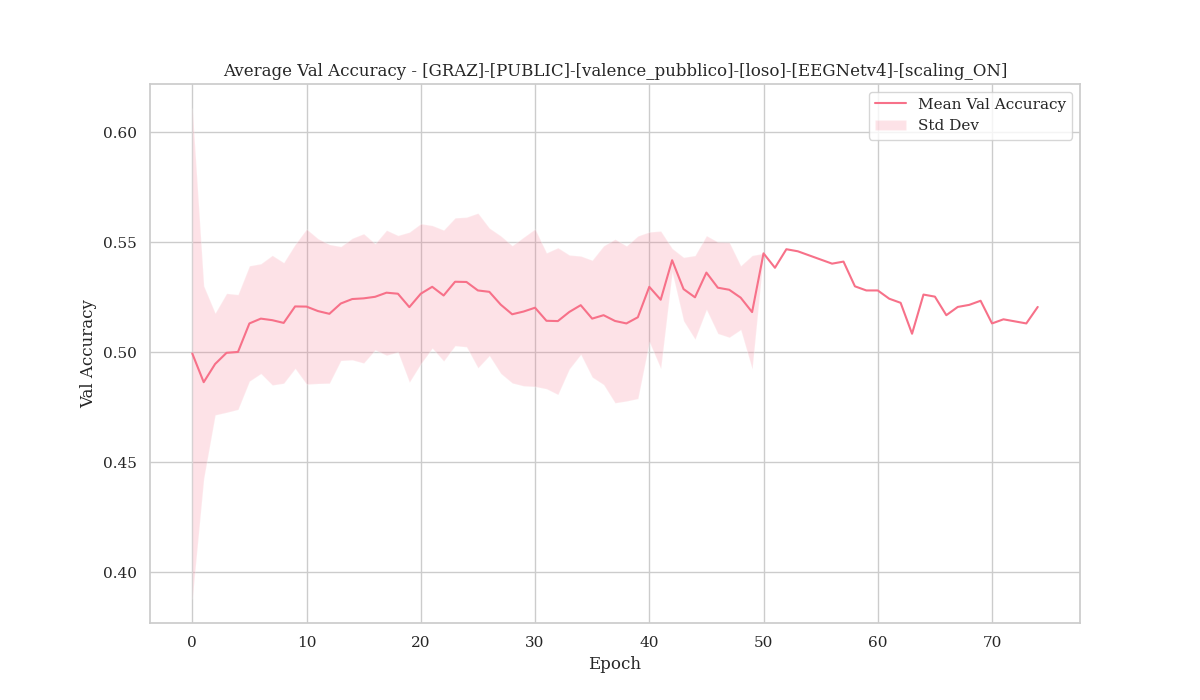 Average Val Accuracy - [GRAZ]-[PUBLIC]-[valence_pubblico]-[loso]-[EEGNetv4]-[scaling_ON]
Mean Val Accuracy
Std Dev
0.60
0.55
0.50
0.45
0.40
Val Accuracy
0 10 20 30 40 50 60 70
Epoch